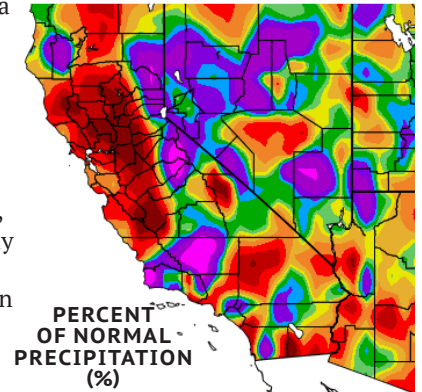 a
,
y
n
PERCENT
OF NORMAL
PRECIPITATION
(%)